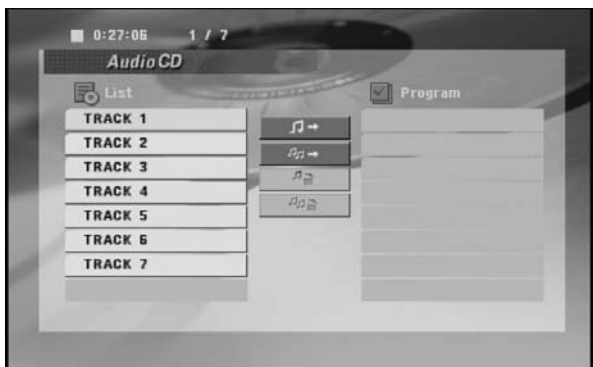 0:27:06 1 / 7
Audio CD
List
Program
TRACK 1
TRACK 2
TRACK 3
TRACK 4
TRACK 5
TRACK 6
TRACK 7